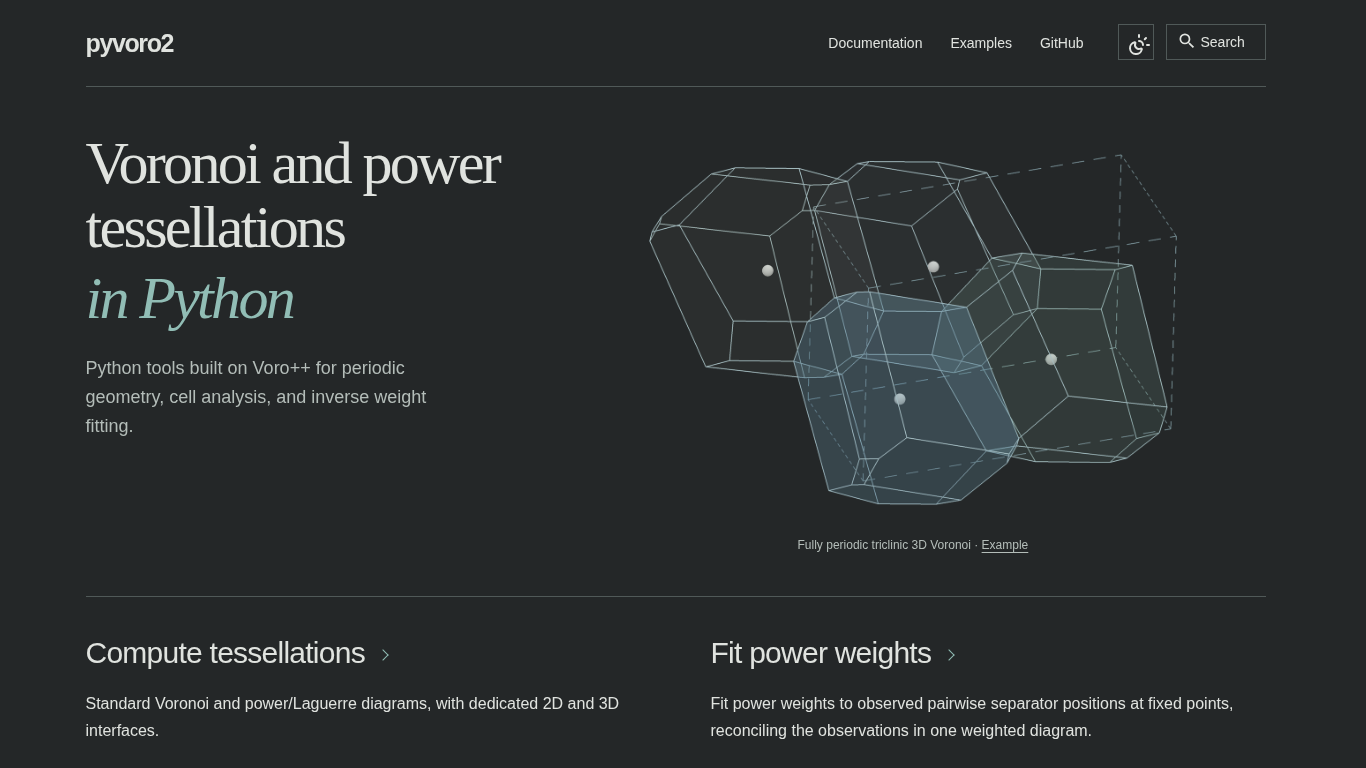 pyvoro2
Documentation
Examples
GitHub
Search
Voronoi and power
tessellations
in Python
Python tools built on Voro++ for periodic
geometry, cell analysis, and inverse weight
fitting.
Fully periodic triclinic 3D Voronoi · Example
Compute tessellations
Standard Voronoi and power/Laguerre diagrams, with dedicated 2D and 3D
interfaces.
Fit power weights
Fit power weights to observed pairwise separator positions at fixed points,
reconciling the observations in one weighted diagram.